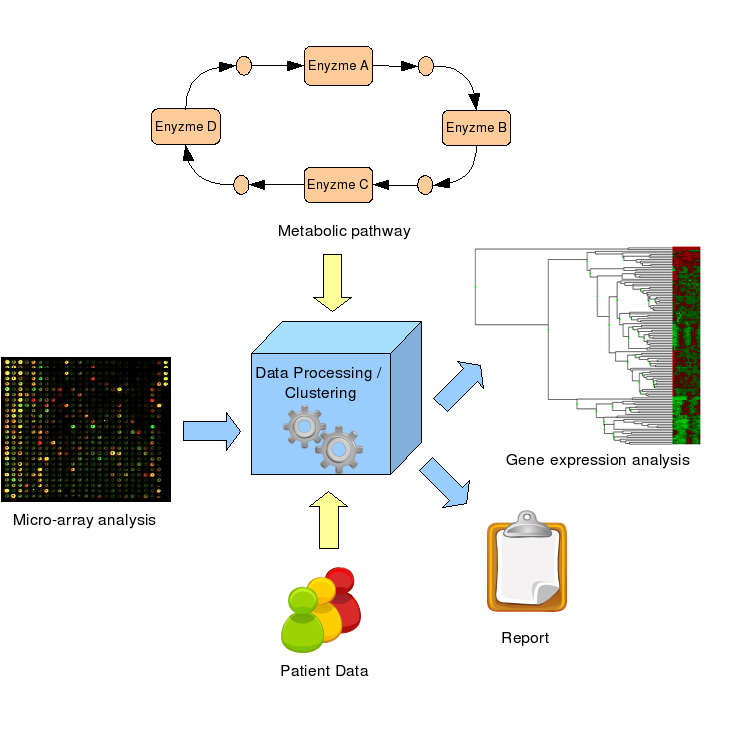 Enyzme A
Enyzme D
Enyzme B
Enyzme C
Metabolic pathway
Data Processing /
Clustering
Gene expression analysis
Micro-array analysis
Report
Patient Data